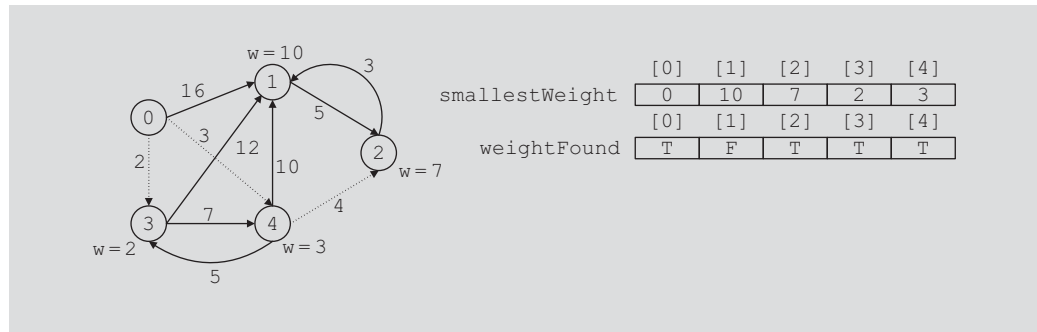 w = 10
16
1
3
0
5
3
12
2
2
10
w = 7
4
3
7
4
w = 2
w = 3
5
[0] [1] [2] [3] [4]
smallestWeight 0 10 7 2 3
[0] [1] [2] [3] [4]
weightFound T F T T T